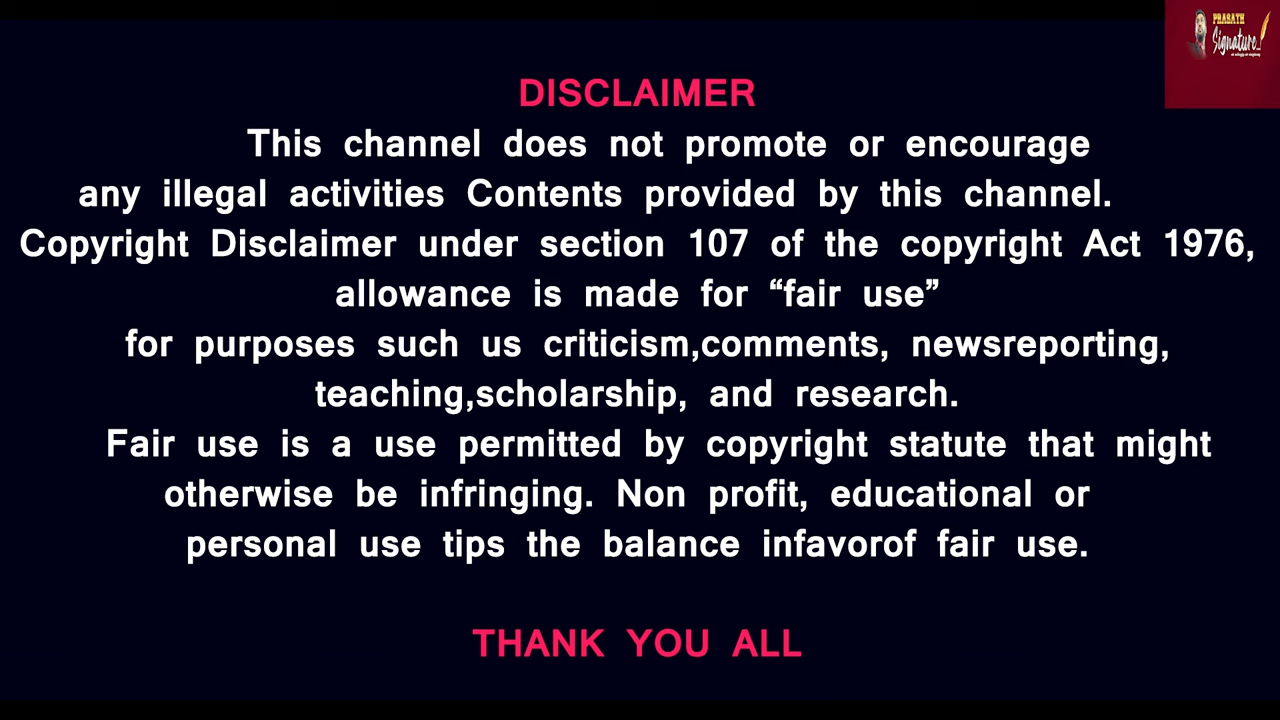 PRASATH
Signature..
DISCLAIMER
This channel does not promote or encourage
any illegal activities Contents provided by this channel.
Copyright Disclaimer under section 107 of the copyright Act 1976,
allowance is made for “fair use”
for purposes such us criticism,comments, newsreporting,
teaching,scholarship, and research.
Fair use is a use permitted by copyright statute that might
otherwise be infringing. Non profit, educational or
personal use tips the balance infavorof fair use.
THANK YOU ALL